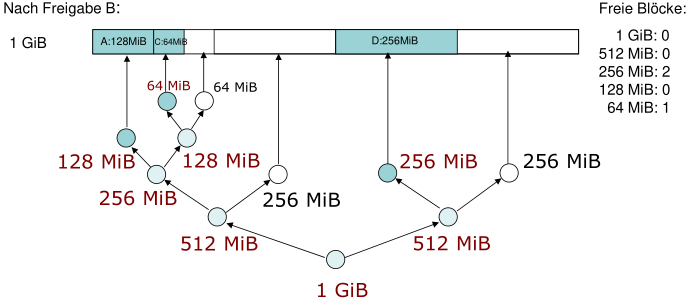 Nach Freigabe B:
Freie Blöcke:
1 GiB
A:128MiB
C:64MiB
D:256MiB
1 GiB: 0
512 MiB: 0
256 MiB: 2
128 MiB: 0
64 MiB: 1
64 MiB
64 MiB
128 MiB
128 MiB
256 MiB
256 MiB
256 MiB
256 MiB
512 MiB
512 MiB
1 GiB